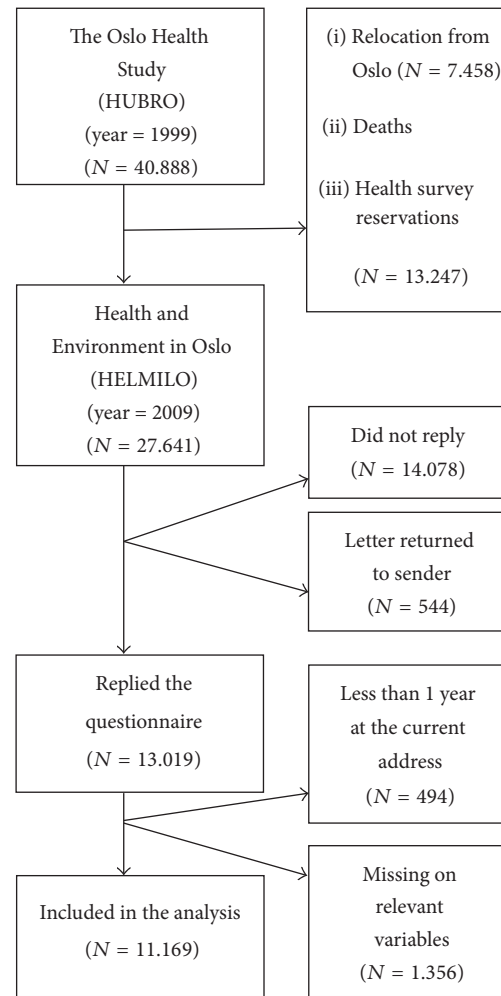 The Oslo Health
Study
(HUBRO)
(year = 1999)
(N = 40.888)
(i) Relocation from
Oslo (N = 7.458)
(ii) Deaths
(iii) Health survey
reservations
(N = 13.247)
Health and
Environment in Oslo
(HELMILO)
(year = 2009)
(N = 27.641)
Did not reply
(N = 14.078)
Letter returned
to sender
(N = 544)
Replied the
questionnaire
(N = 13.019)
Less than 1 year
at the current
address
(N = 494)
Included in the analysis
(N = 11.169)
Missing on
relevant
variables
(N = 1.356)